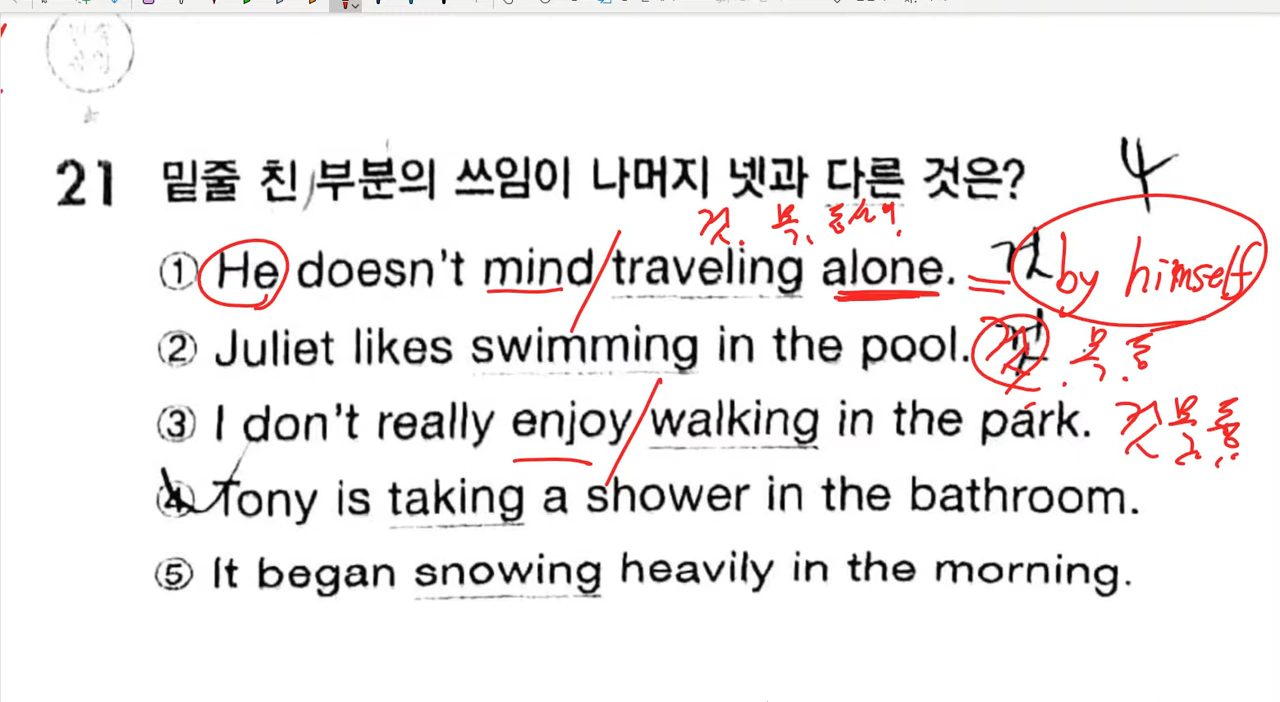 21 밑줄 친 부분의 쓰임이 나머지 넷과 다른 것은? 4
것. 목. 동사어.
① He doesn't mind traveling alone. = 것 by himself
② Juliet likes swimming in the pool. 것. 목. 동
③ I don't really enjoy walking in the park. 것 목 동
④ Tony is taking a shower in the bathroom.
⑤ It began snowing heavily in the morning.